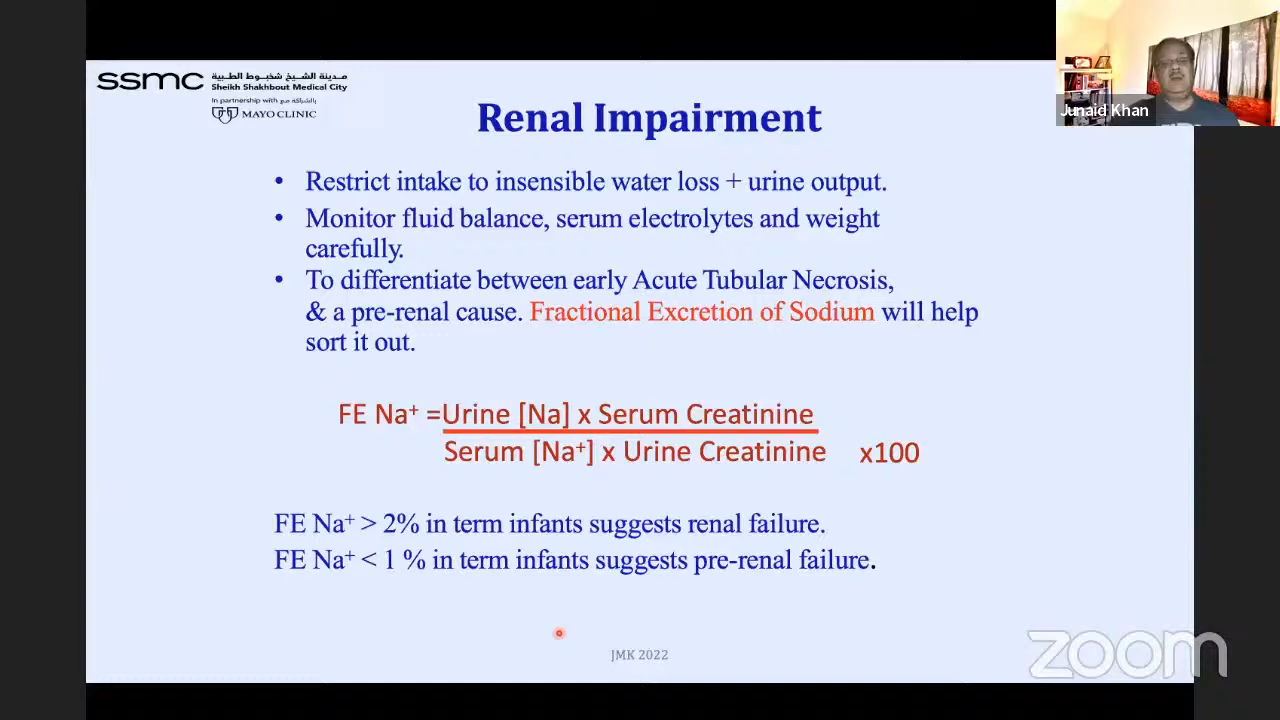 ssmc
مدينة الشيخ شخبوط الطبية
Sheikh Shakhbout Medical City
In partnership with بالشراكة مع
MAYO CLINIC
Junaid Khan
Renal Impairment
• Restrict intake to insensible water loss + urine output.
• Monitor fluid balance, serum electrolytes and weight
carefully.
• To differentiate between early Acute Tubular Necrosis,
& a pre-renal cause. Fractional Excretion of Sodium will help
sort it out.
FE Na⁺ =Urine [Na] x Serum Creatinine
Serum [Na⁺] x Urine Creatinine x100
FE Na⁺ > 2% in term infants suggests renal failure.
FE Na⁺ < 1 % in term infants suggests pre-renal failure.
JMK 2022
zoom